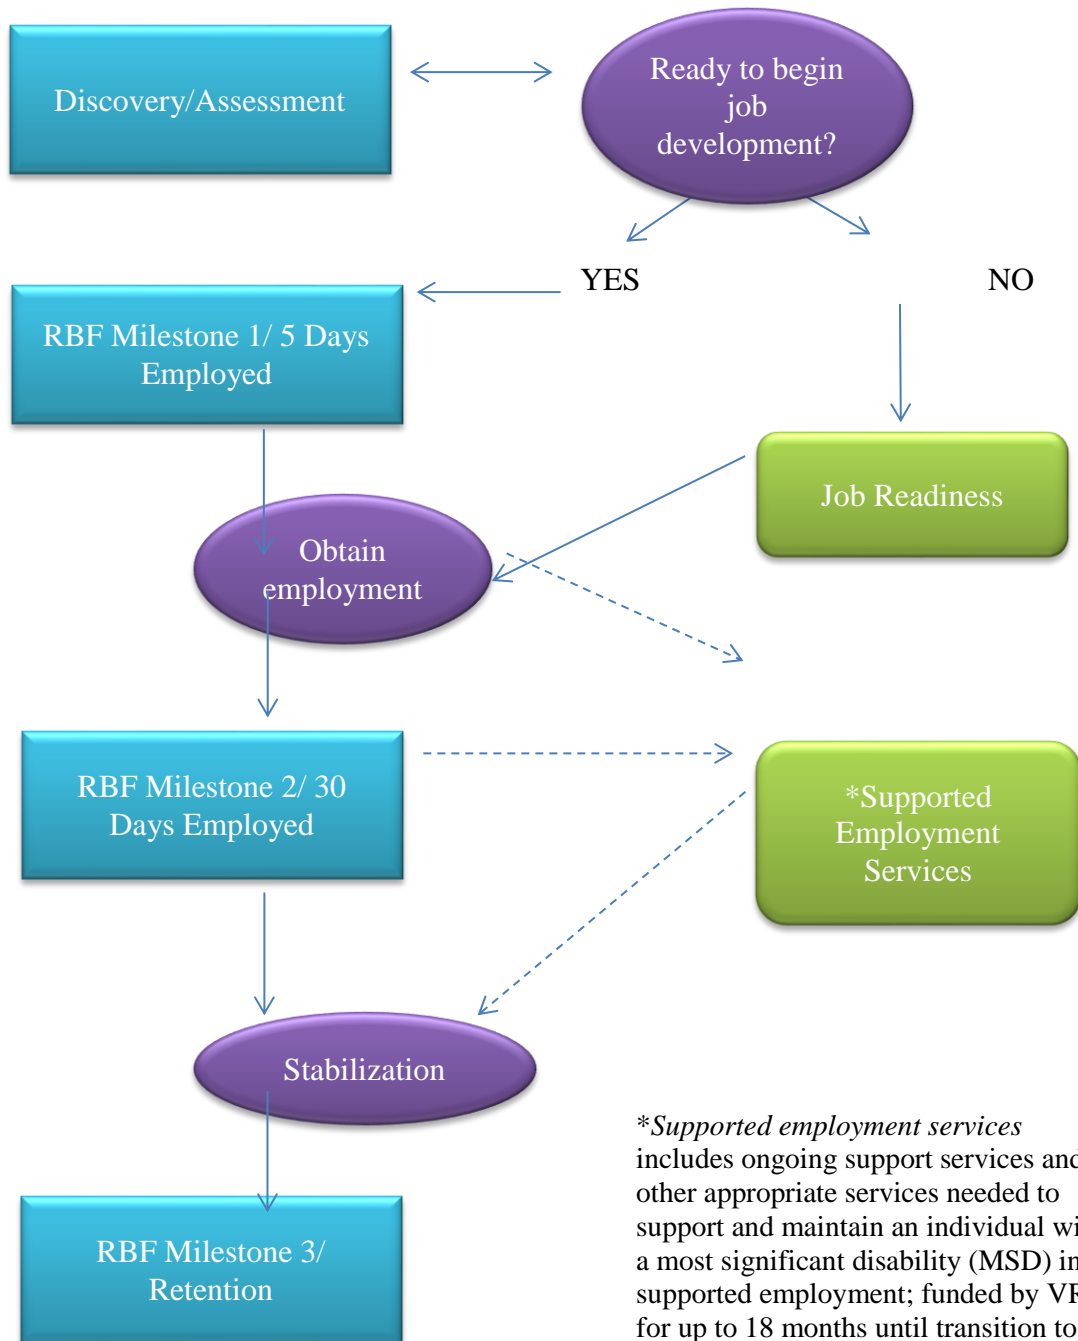 Discovery/Assessment
Ready to begin
job
development?
YES
NO
RBF Milestone 1/ 5 Days
Employed
Job Readiness
Obtain
employment
RBF Milestone 2/ 30
Days Employed
*Supported
Employment
Services
Stabilization
*Supported employment services
includes ongoing support services and
other appropriate services needed to
support and maintain an individual wi
a most significant disability (MSD) in
supported employment; funded by VR
for up to 18 months until transition to
RBF Milestone 3/
Retention